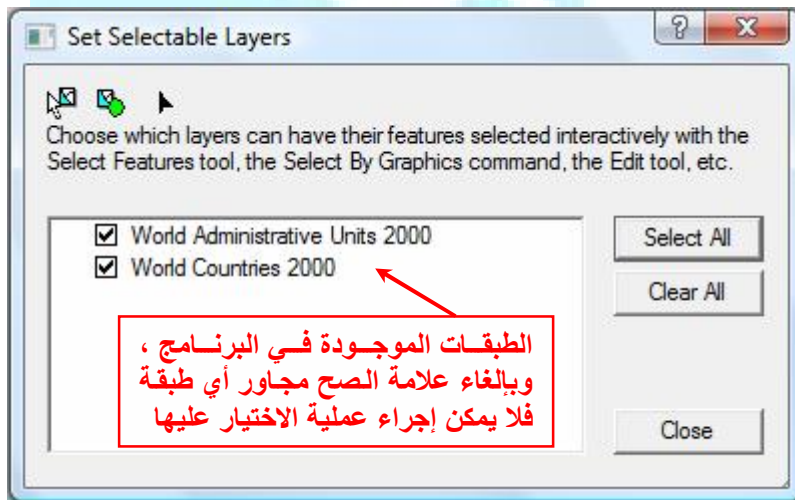 Set Selectable Layers
Choose which layers can have their features selected interactively with the
Select Features tool, the Select By Graphics command, the Edit tool, etc.
World Administrative Units 2000
World Countries 2000
Select All
Clear All
الطبقات الموجودة في البرنامج ،
وبإلغاء علامة الصح مجاور أي طبقة
فلا يمكن إجراء عملية الاختيار عليها
Close